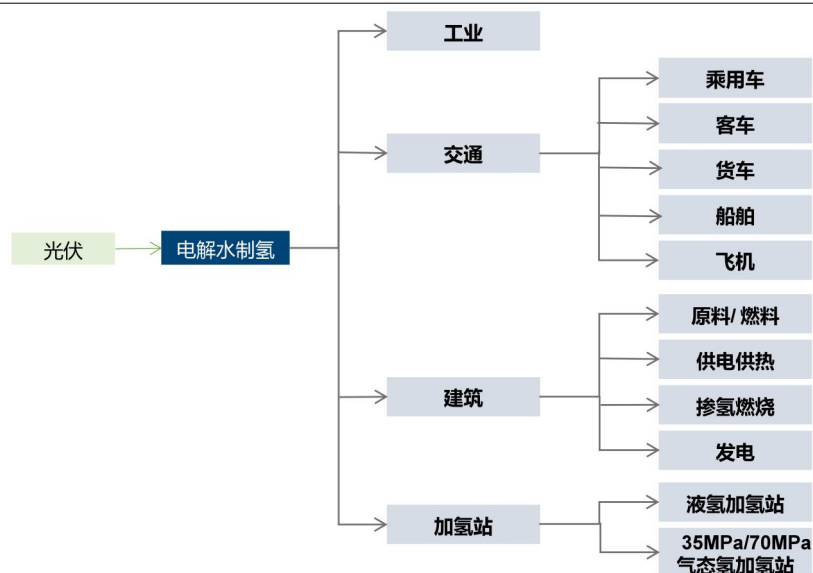 光伏
电解水制氢
工业
交通
乘用车
客车
货车
船舶
飞机
建筑
原料/ 燃料
供电供热
掺氢燃烧
发电
加氢站
液氢加氢站
35MPa/70MPa
气态氢加氢站